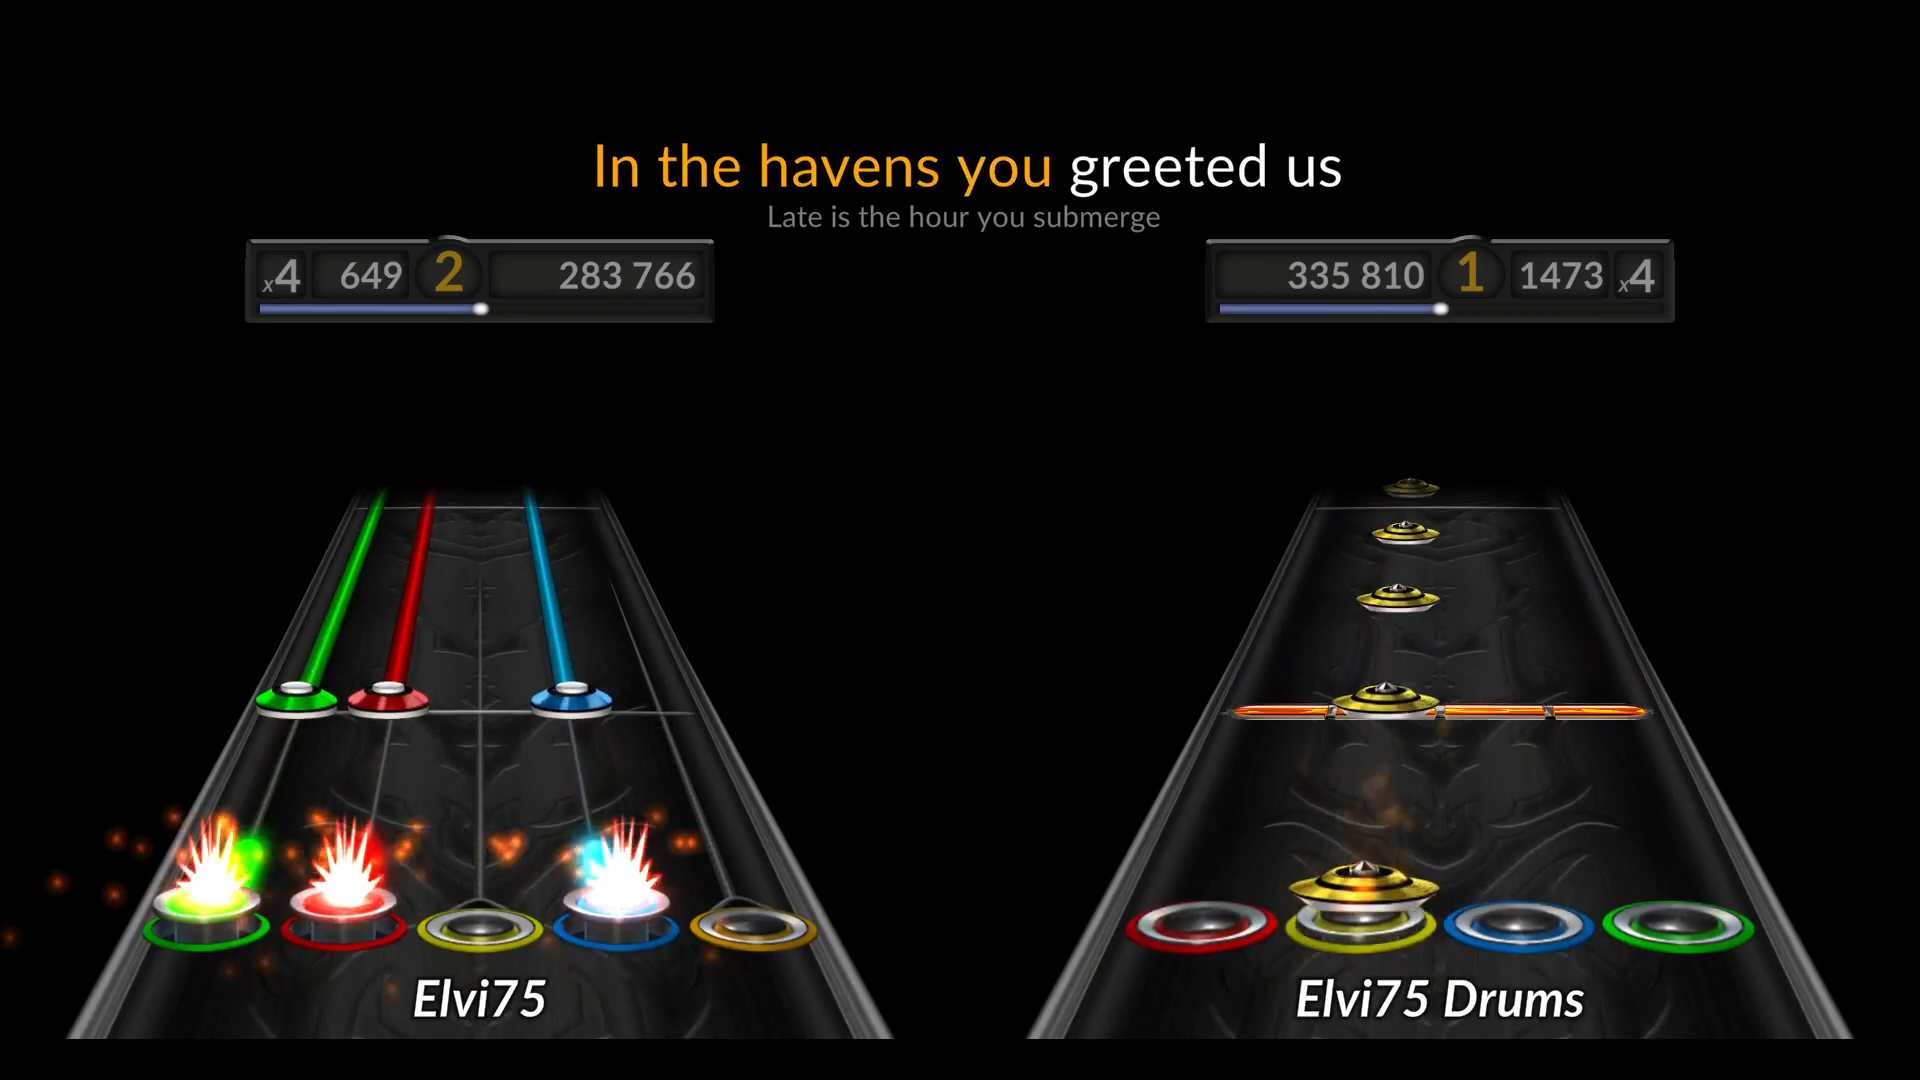 In the havens you greeted us
Late is the hour you submerge
x4 649 2 283 766
335 810 1 1473 x4
Elvi75
Elvi75 Drums